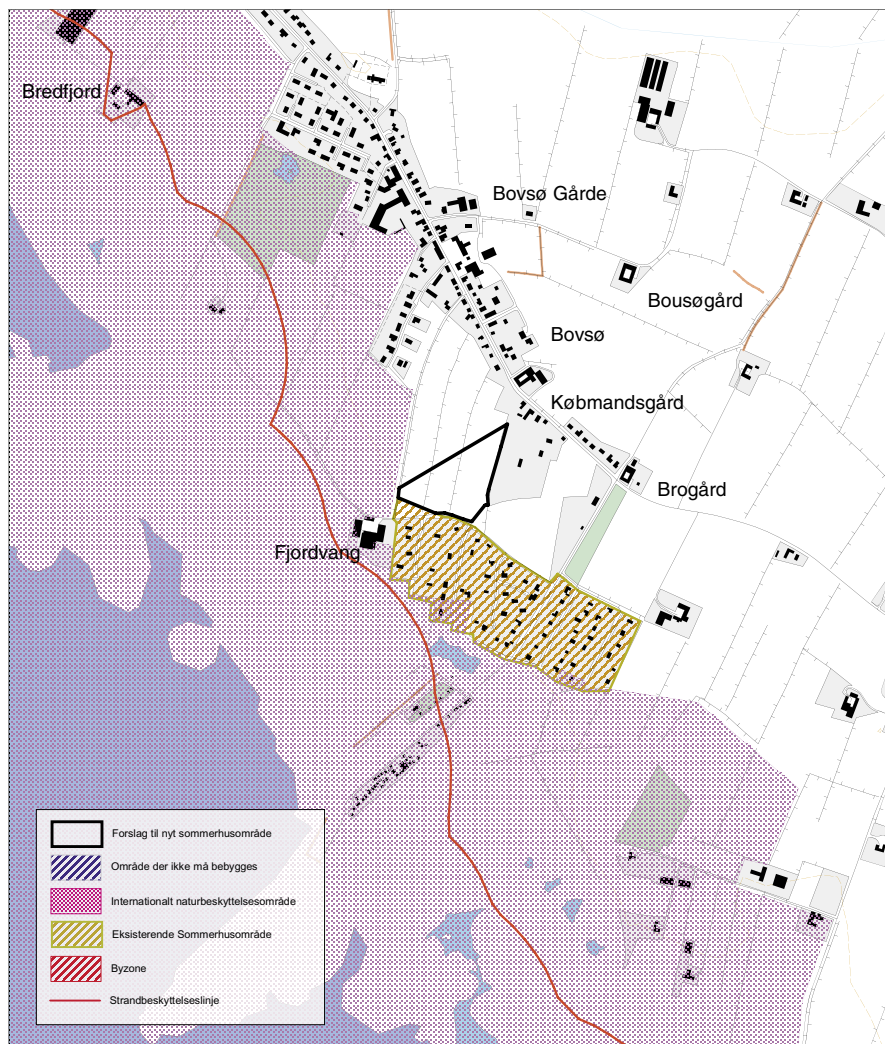 Bredfjord
Bovsø Gårde
Bousøgård
Bovsø
Købmandsgård
Brogård
Fjordvang
Forslag til nyt sommerhusområde
Område der ikke må bebygges
Internationalt naturbeskyttelsesområde
Eksisterende Sommerhusområde
Byzone
Strandbeskyttelseslinje